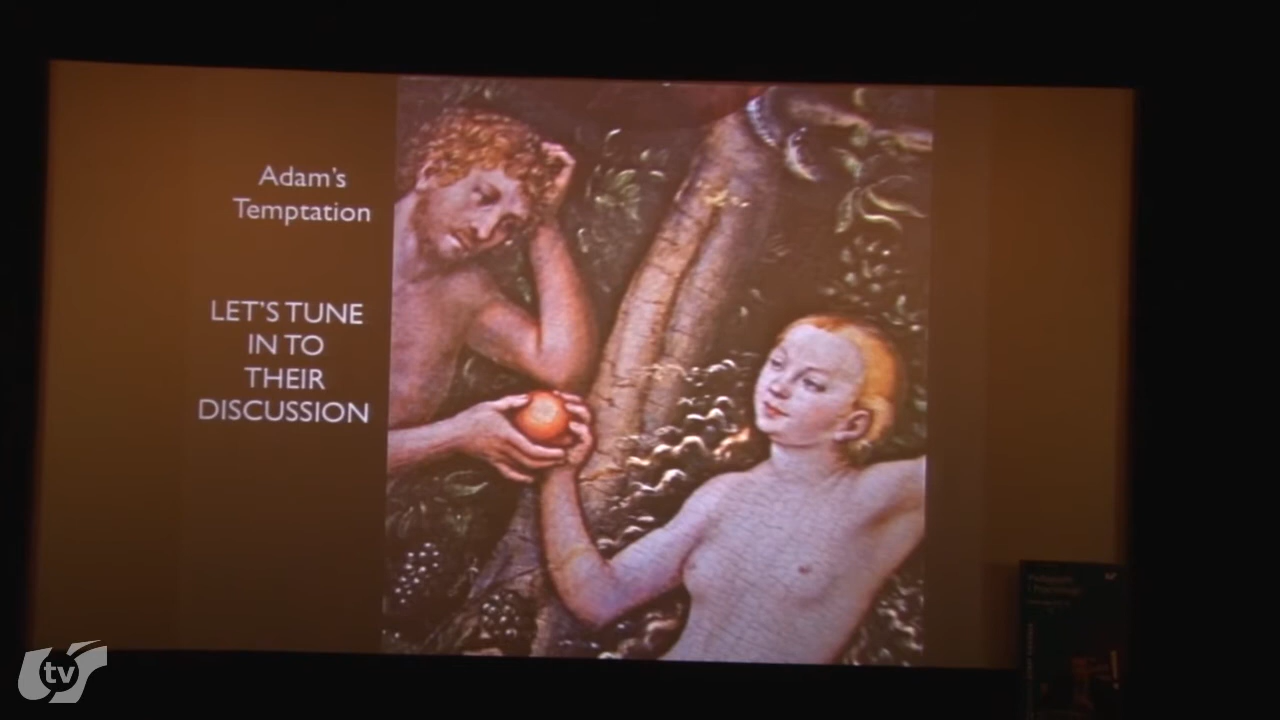 Adam's
Temptation
LET'S TUNE
IN TO
THEIR
DISCUSSION
tv